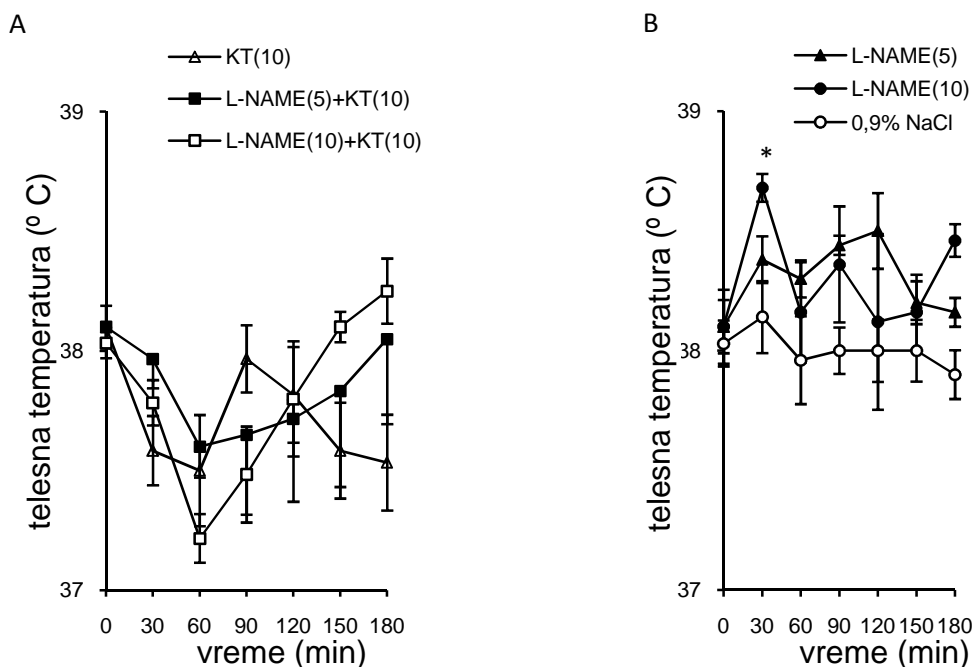 A
KT(10)
L-NAME(5)+KT(10)
L-NAME(10)+KT(10)
39
38
37
telesna temperatura (º C)
0 30 60 90 120 150 180
vreme (min)
B
L-NAME(5)
L-NAME(10)
0,9% NaCl
39
*
38
37
telesna temperatura (º C)
0 30 60 90 120 150 180
vreme (min)